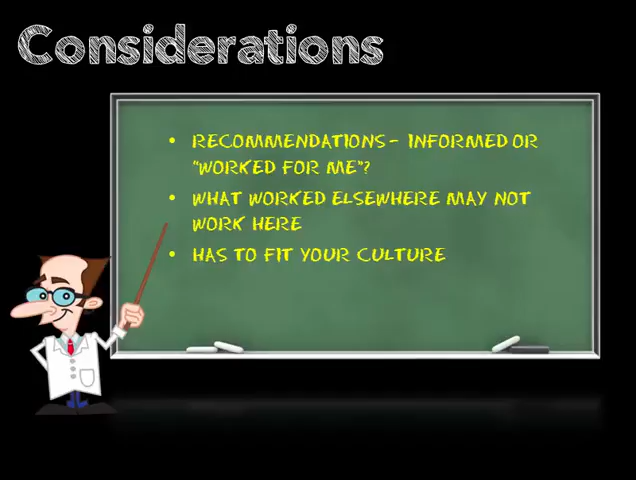 Considerations
• RECOMMENDATIONS – INFORMED OR
"WORKED FOR ME"?
• WHAT WORKED ELSEWHERE MAY NOT
WORK HERE
• HAS TO FIT YOUR CULTURE